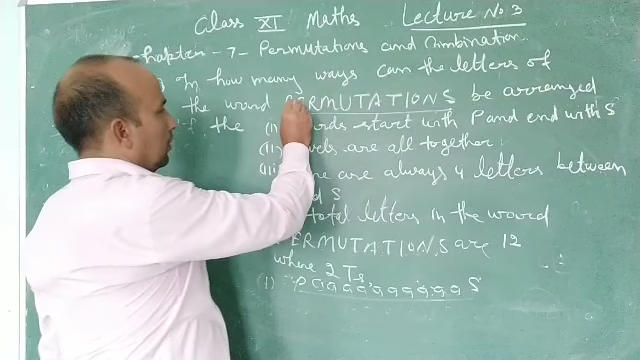 Class XI Maths Lecture No 3
Chapter - 7 - Permutations and Combination
In how many ways can the letters of
the word PERMUTATIONS be arranged
if the (i) words start with P and end with S
(ii) vowels are all together.
(iii) there are always 4 letters between
S
total letters in the word
PERMUTATIONS are 12
where 2 Ts
(i) P S